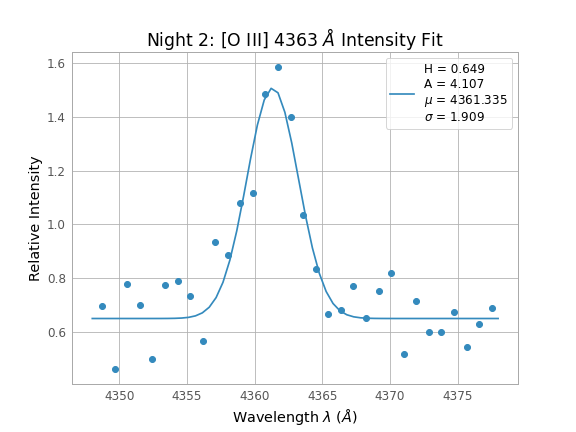 Night 2: [O III] 4363 Å Intensity Fit
H = 0.649
A = 4.107
μ = 4361.335
σ = 1.909
Relative Intensity
1.6
1.4
1.2
1.0
0.8
0.6
4350
4355
4360
4365
4370
4375
Wavelength λ (Å)